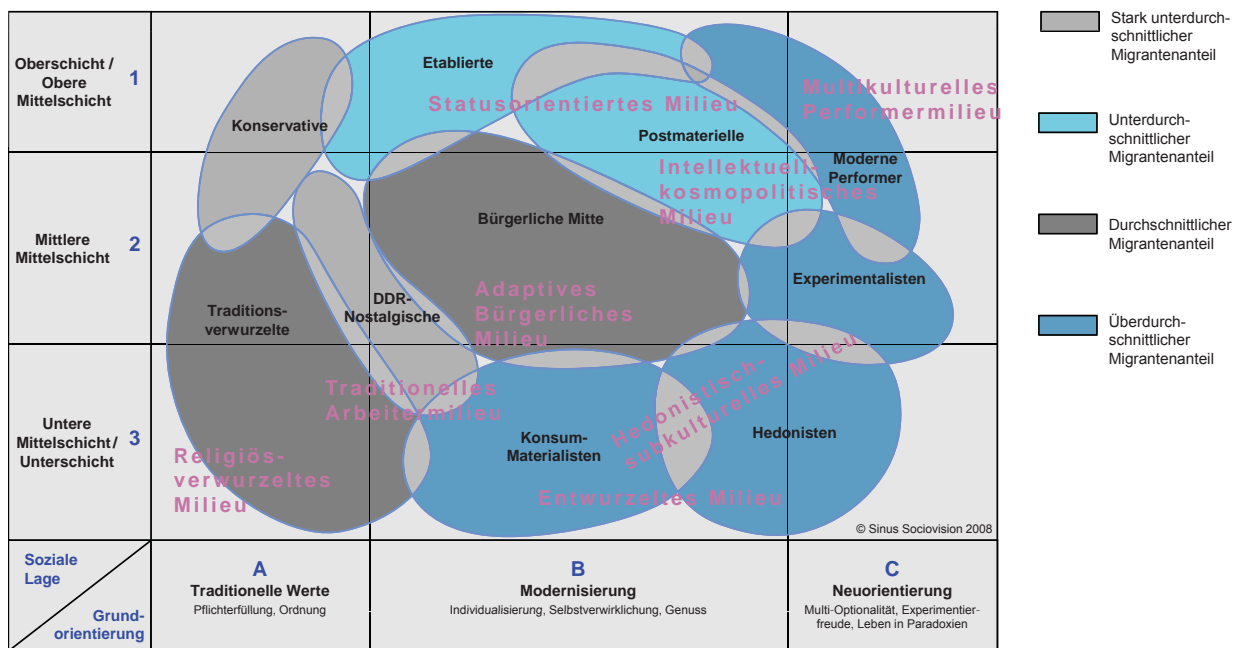 Oberschicht /
Obere
Mittelschicht
1
Mittlere
Mittelschicht
2
Untere
Mittelschicht /
Unterschicht
3
Etablierte
Statusorientiertes Milieu
Konservative
Postmaterielle
Multikulturelles
Performermilieu
Moderne
Performer
Intellektuell-
kosmopolitisches
Milieu
Bürgerliche Mitte
Experimentalisten
Traditions-
verwurzelte
DDR-
Nostalgische
Adaptives
Bürgerliches
Milieu
Traditionelles
Arbeitermilieu
Hedonistisch-
subkulturelles Milieu
Konsum-
Materialisten
Hedonisten
Religiös-
verwurzeltes
Milieu
Entwurzeltes Milieu
© Sinus Sociovision 2008
Soziale
Lage
Grund-
orientierung
A
Traditionelle Werte
Pflichterfüllung, Ordnung
B
Modernisierung
Individualisierung, Selbstverwirklichung, Genuss
C
Neuorientierung
Multi-Optionalität, Experimentier-
freude, Leben in Paradoxien
Stark unterdurch-
schnittlicher
Migrantenanteil
Unterdurch-
schnittlicher
Migrantenanteil
Durchschnittlicher
Migrantenanteil
Überdurch-
schnittlicher
Migrantenanteil